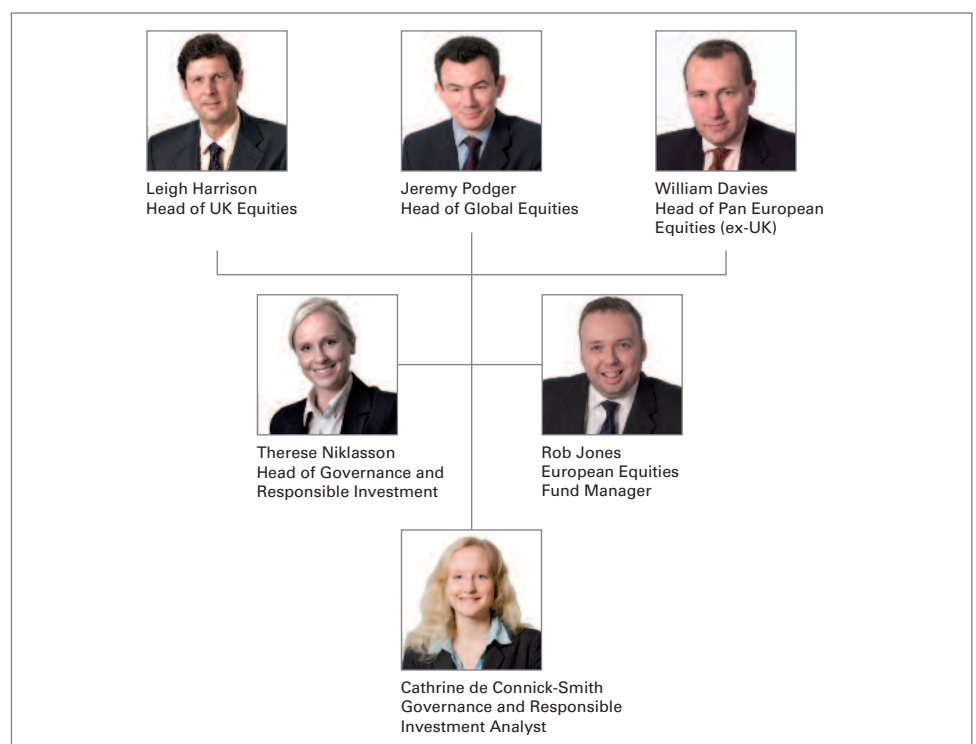 Leigh Harrison
Head of UK Equities
Jeremy Podger
Head of Global Equities
William Davies
Head of Pan European
Equities (ex-UK)
Therese Niklasson
Head of Governance and
Responsible Investment
Rob Jones
European Equities
Fund Manager
Cathrine de Connick-Smith
Governance and Responsible
Investment Analyst